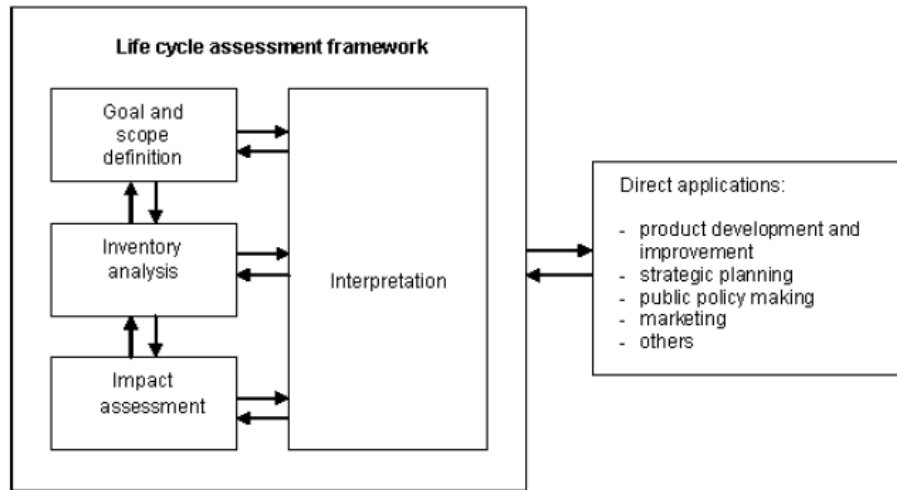 Life cycle assessment framework
Goal and
scope
definition
Inventory
analysis
Impact
assessment
Interpretation
Direct applications:
- product development and
improvement
- strategic planning
- public policy making
- marketing
- others